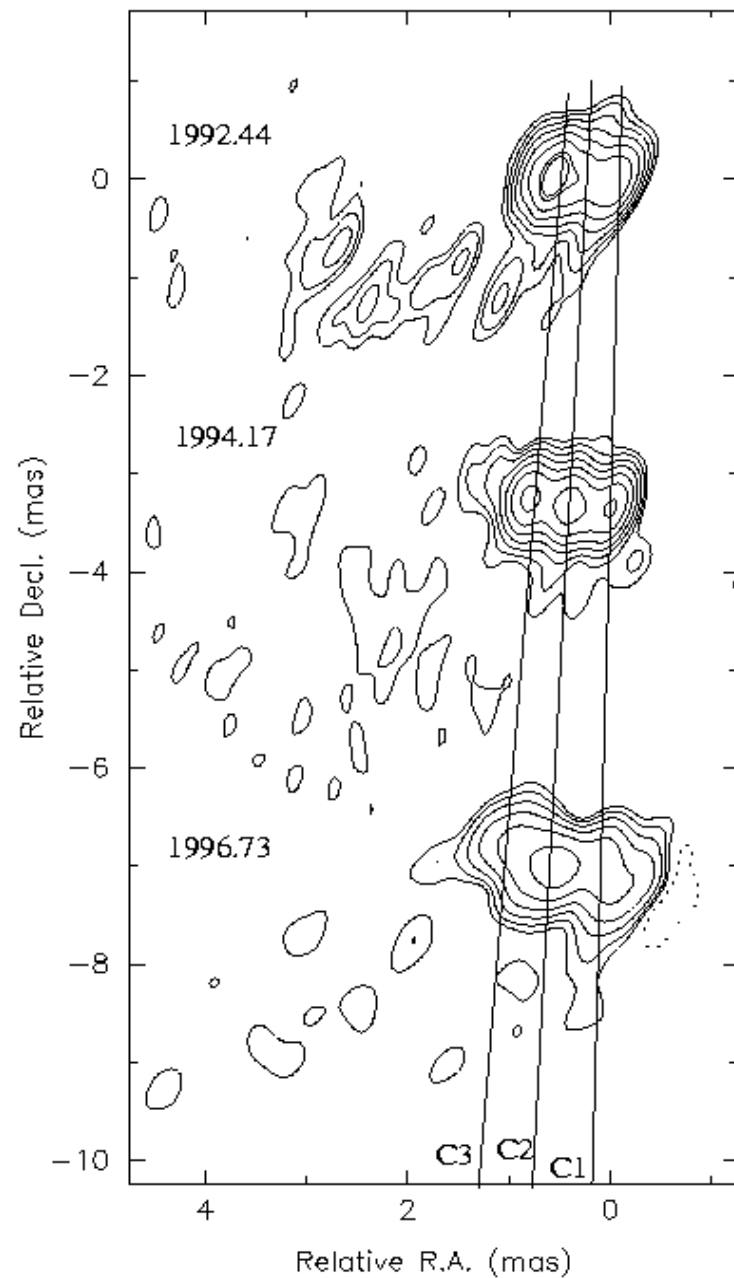 1992.44
0
−2
1994.17
Relative Decl. (mas)
−4
−6
1996.73
−8
−10
C3 C2 C1
4 2 0
Relative R.A. (mas)